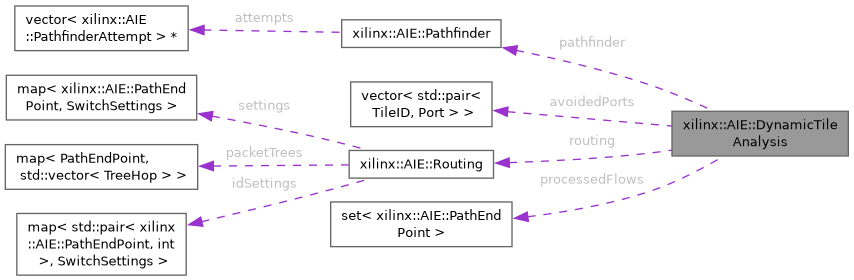 vector< xilinx::AIE
::PathfinderAttempt > *
attempts
xilinx::AIE::Pathfinder
pathfinder
map< xilinx::AIE::PathEnd
Point, SwitchSettings >
settings
vector< std::pair<
TileID, Port > >
avoidedPorts
xilinx::AIE::DynamicTile
Analysis
routing
map< PathEndPoint,
std::vector< TreeHop > >
packetTrees
xilinx::AIE::Routing
idSettings
processedFlows
map< std::pair< xilinx
::AIE::PathEndPoint, int
>, SwitchSettings >
set< xilinx::AIE::PathEnd
Point >